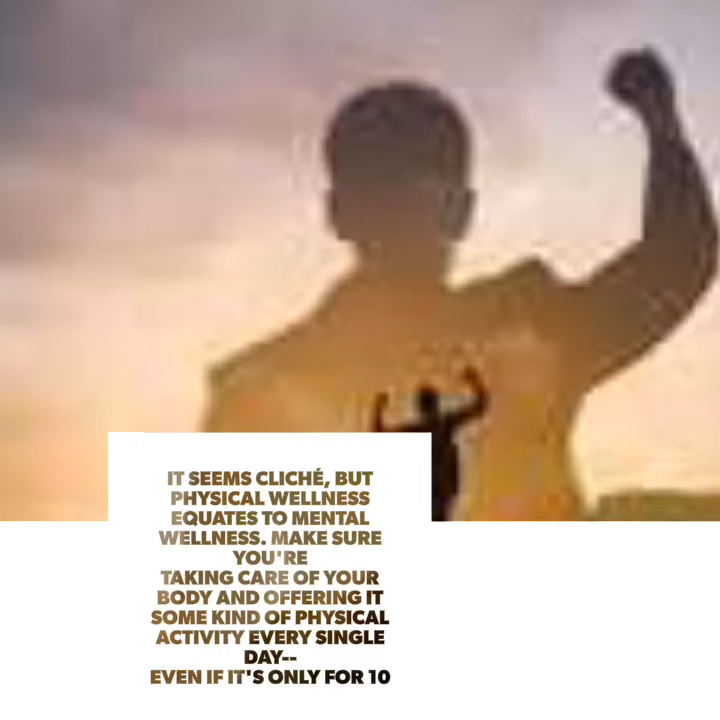 IT SEEMS CLICHÉ, BUT
PHYSICAL WELLNESS
EQUATES TO MENTAL
WELLNESS. MAKE SURE
YOU'RE
TAKING CARE OF YOUR
BODY AND OFFERING IT
SOME KIND OF PHYSICAL
ACTIVITY EVERY SINGLE
DAY--
EVEN IF IT'S ONLY FOR 10